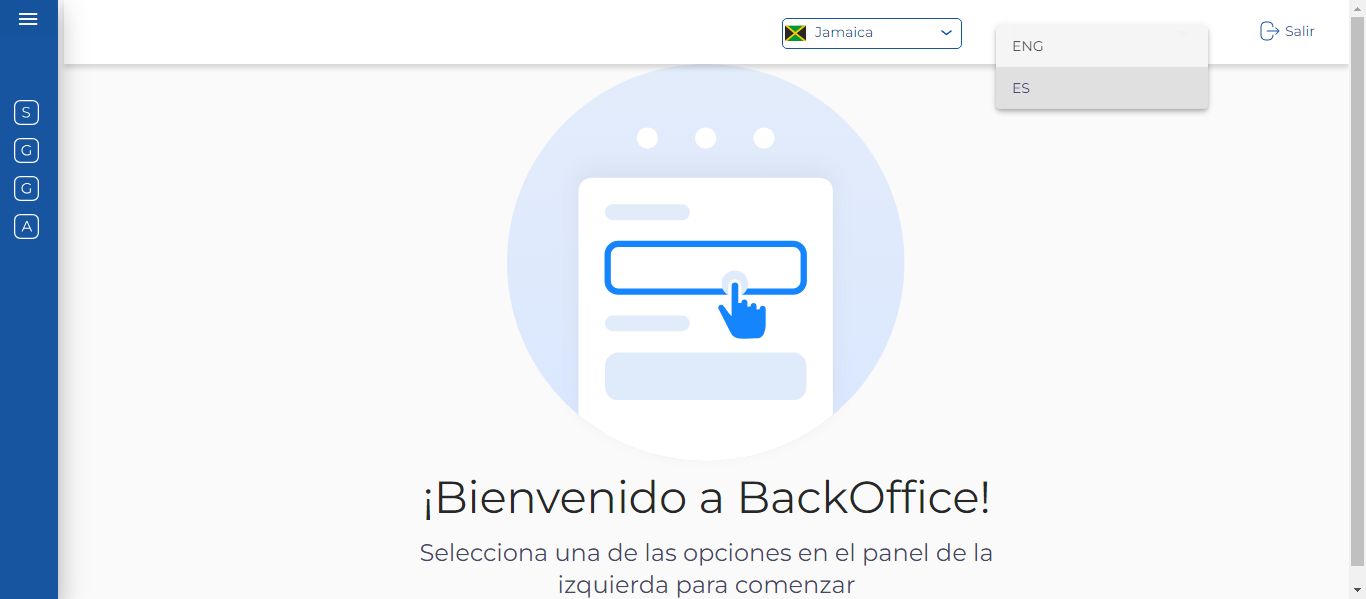 Jamaica
ENG
ES
Salir
S
G
G
A
¡Bienvenido a BackOffice!
Selecciona una de las opciones en el panel de la
izquierda para comenzar